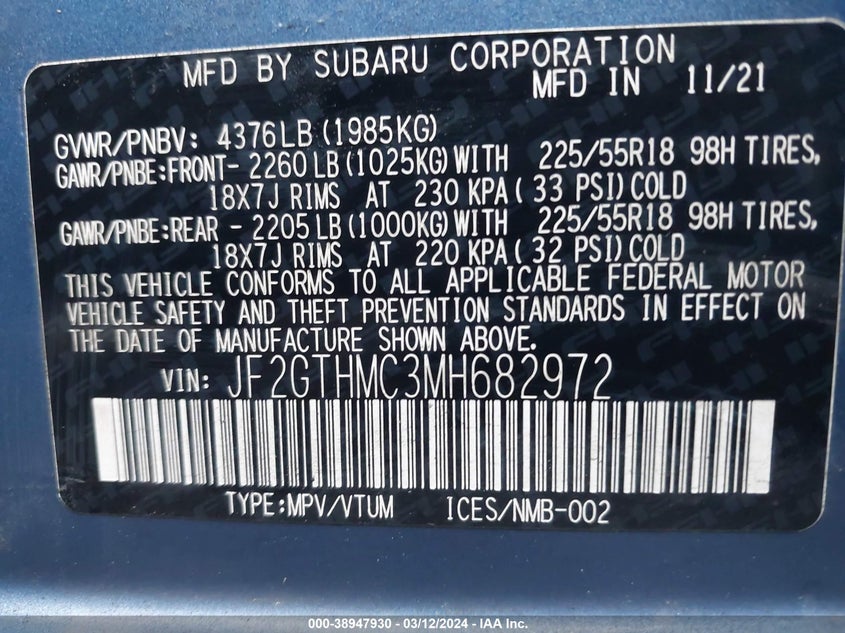 MFD BY SUBARU CORPORATION
MFD IN 11/21
GVWR/PNBV: 4376LB (1985KG)
GAWR/PNBE:FRONT- 2260 LB (1025KG) WITH 225/55R18 98H TIRES,
18X7J RIMS AT 230 KPA ( 33 PSI) COLD
GAWR/PNBE:REAR - 2205 LB (1000KG) WITH 225/55R18 98H TIRES,
18X7J RIMS AT 220 KPA ( 32 PSI) COLD
THIS VEHICLE CONFORMS TO ALL APPLICABLE FEDERAL MOTOR
VEHICLE SAFETY AND THEFT PREVENTION STANDARDS IN EFFECT ON
THE DATE OF MANUFACTURE SHOWN ABOVE.
VIN: JF2GTHMC3MH682972
TYPE:MPV/VTUM ICES/NMB-002
000-38947930 - 03/12/2024 - IAA Inc.